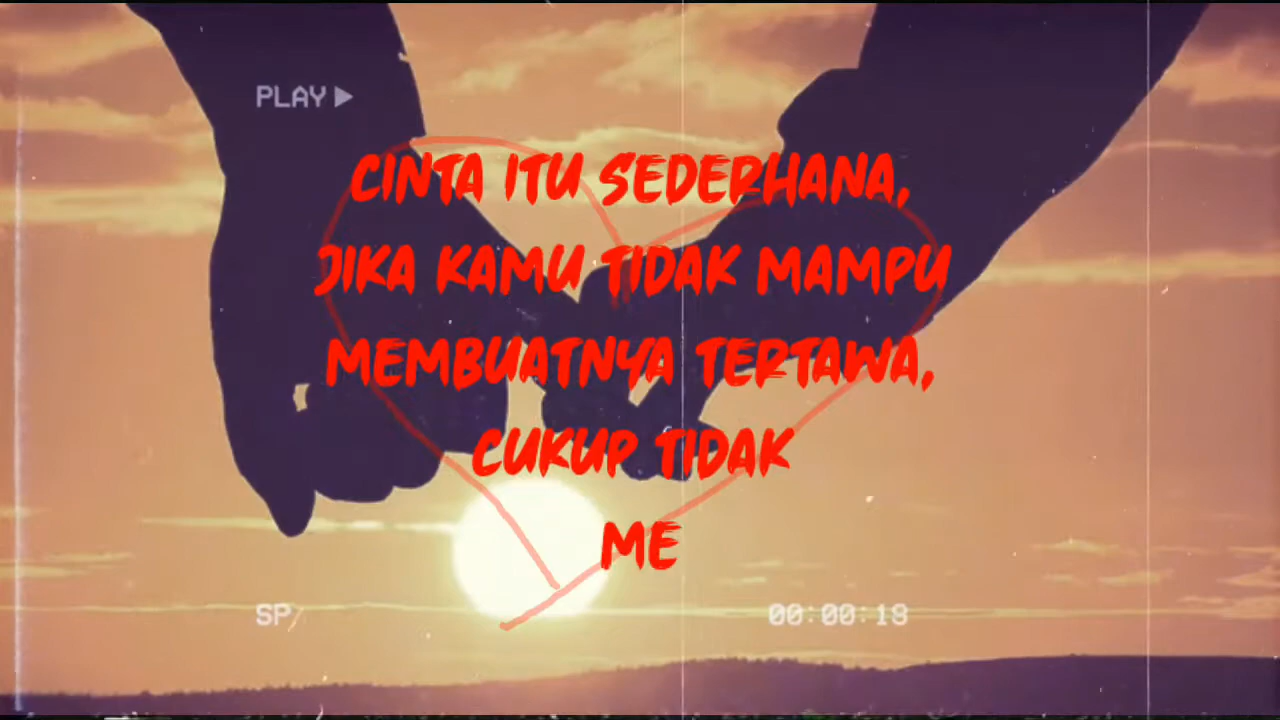 PLAY
CINTA ITU SEDERHANA,
JIKA KAMU TIDAK MAMPU
MEMBUATNYA TERTAWA,
CUKUP TIDAK
ME
SP
00:00:18